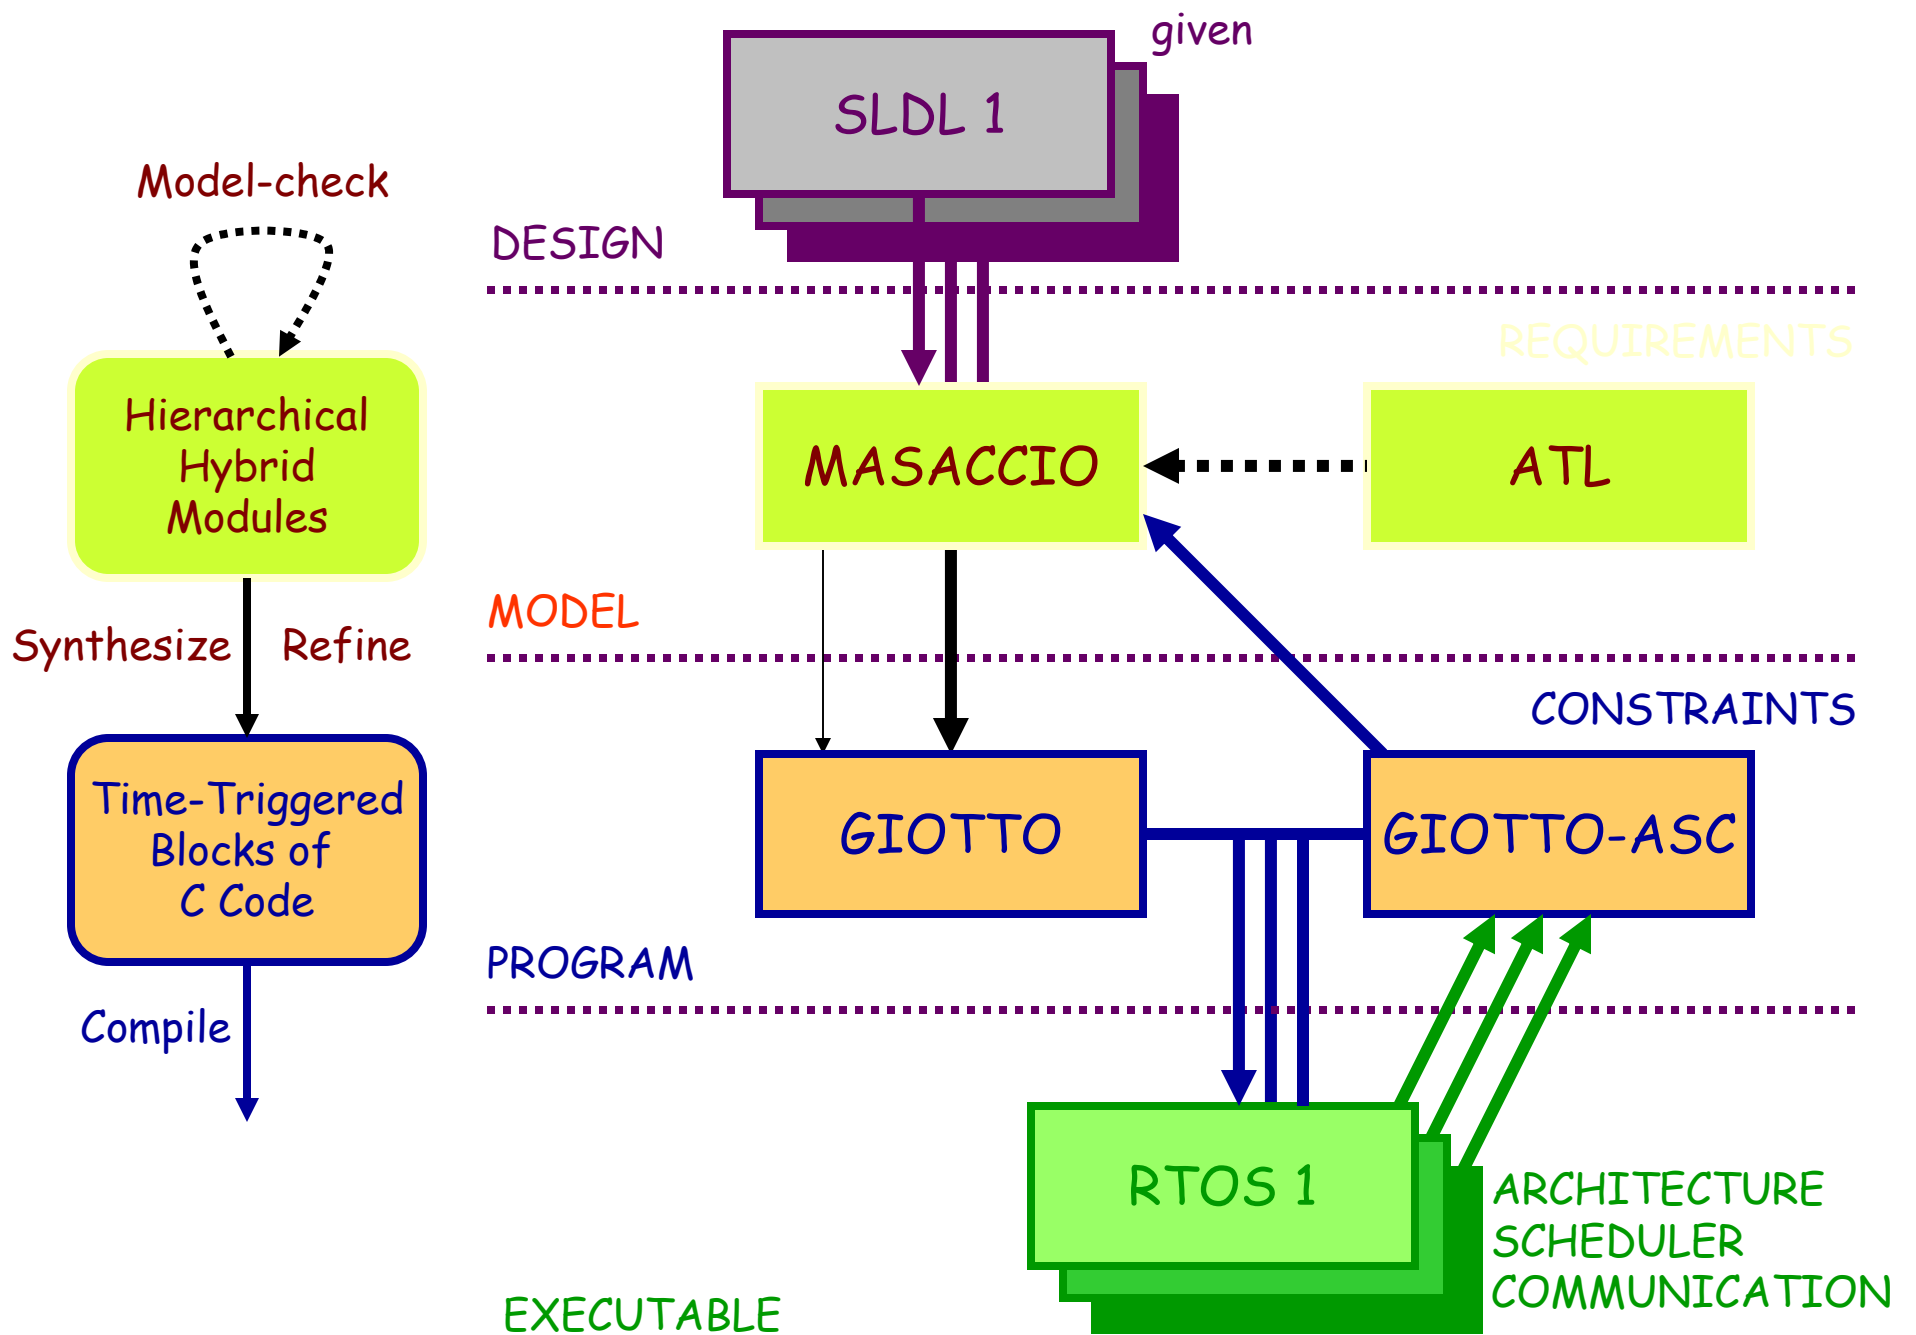 given
SLDL 1
Model-check
DESIGN
REQUIREMENTS
Hierarchical
Hybrid
Modules
MASACCIO
ATL
MODEL
Synthesize Refine
CONSTRAINTS
Time-Triggered
Blocks of
C Code
GIOTTO
GIOTTO-ASC
PROGRAM
Compile
RTOS 1
ARCHITECTURE
SCHEDULER
COMMUNICATION
EXECUTABLE